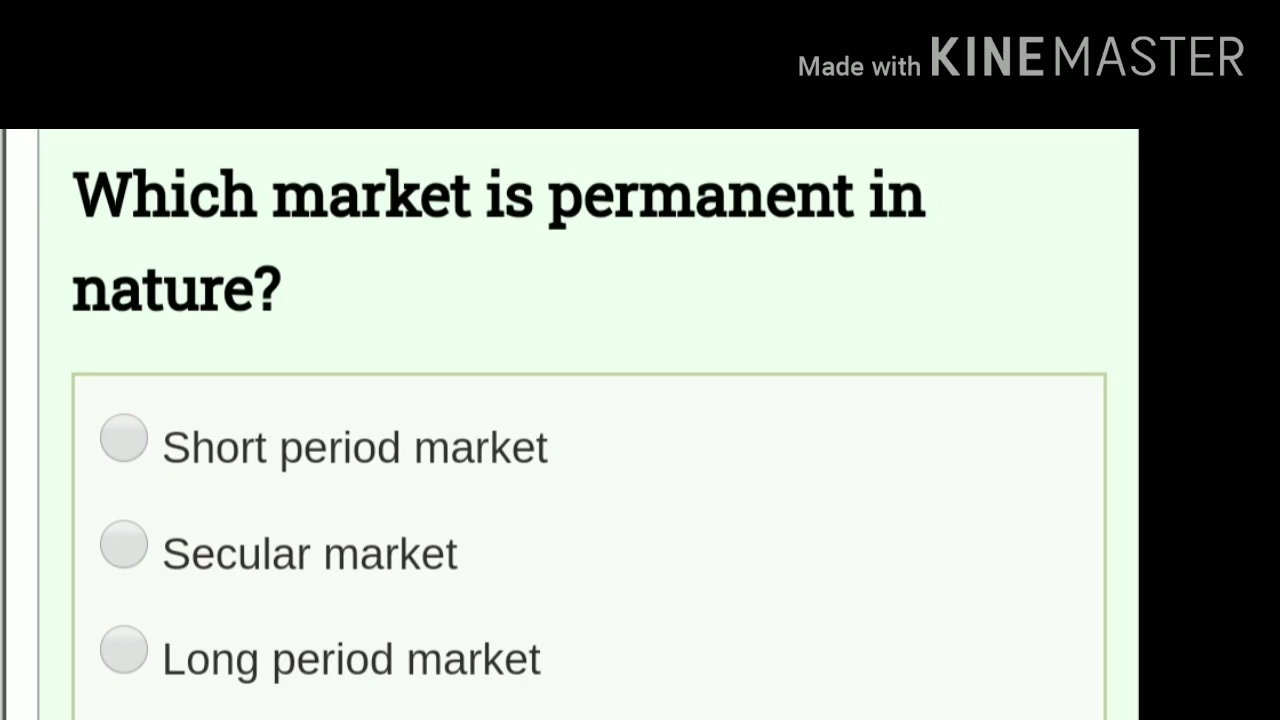 Made with KINEMASTER
Which market is permanent in
nature?
Short period market
Secular market
Long period market